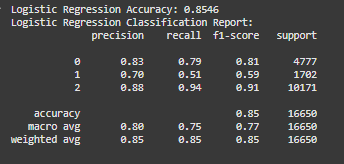 Logistic Regression Accuracy: 0.8546
Logistic Regression Classification Report:
precision recall f1-score support
0 0.83 0.79 0.81 4777
1 0.70 0.51 0.59 1702
2 0.88 0.94 0.91 10171
accuracy 0.85 16650
macro avg 0.80 0.75 0.77 16650
weighted avg 0.85 0.85 0.85 16650